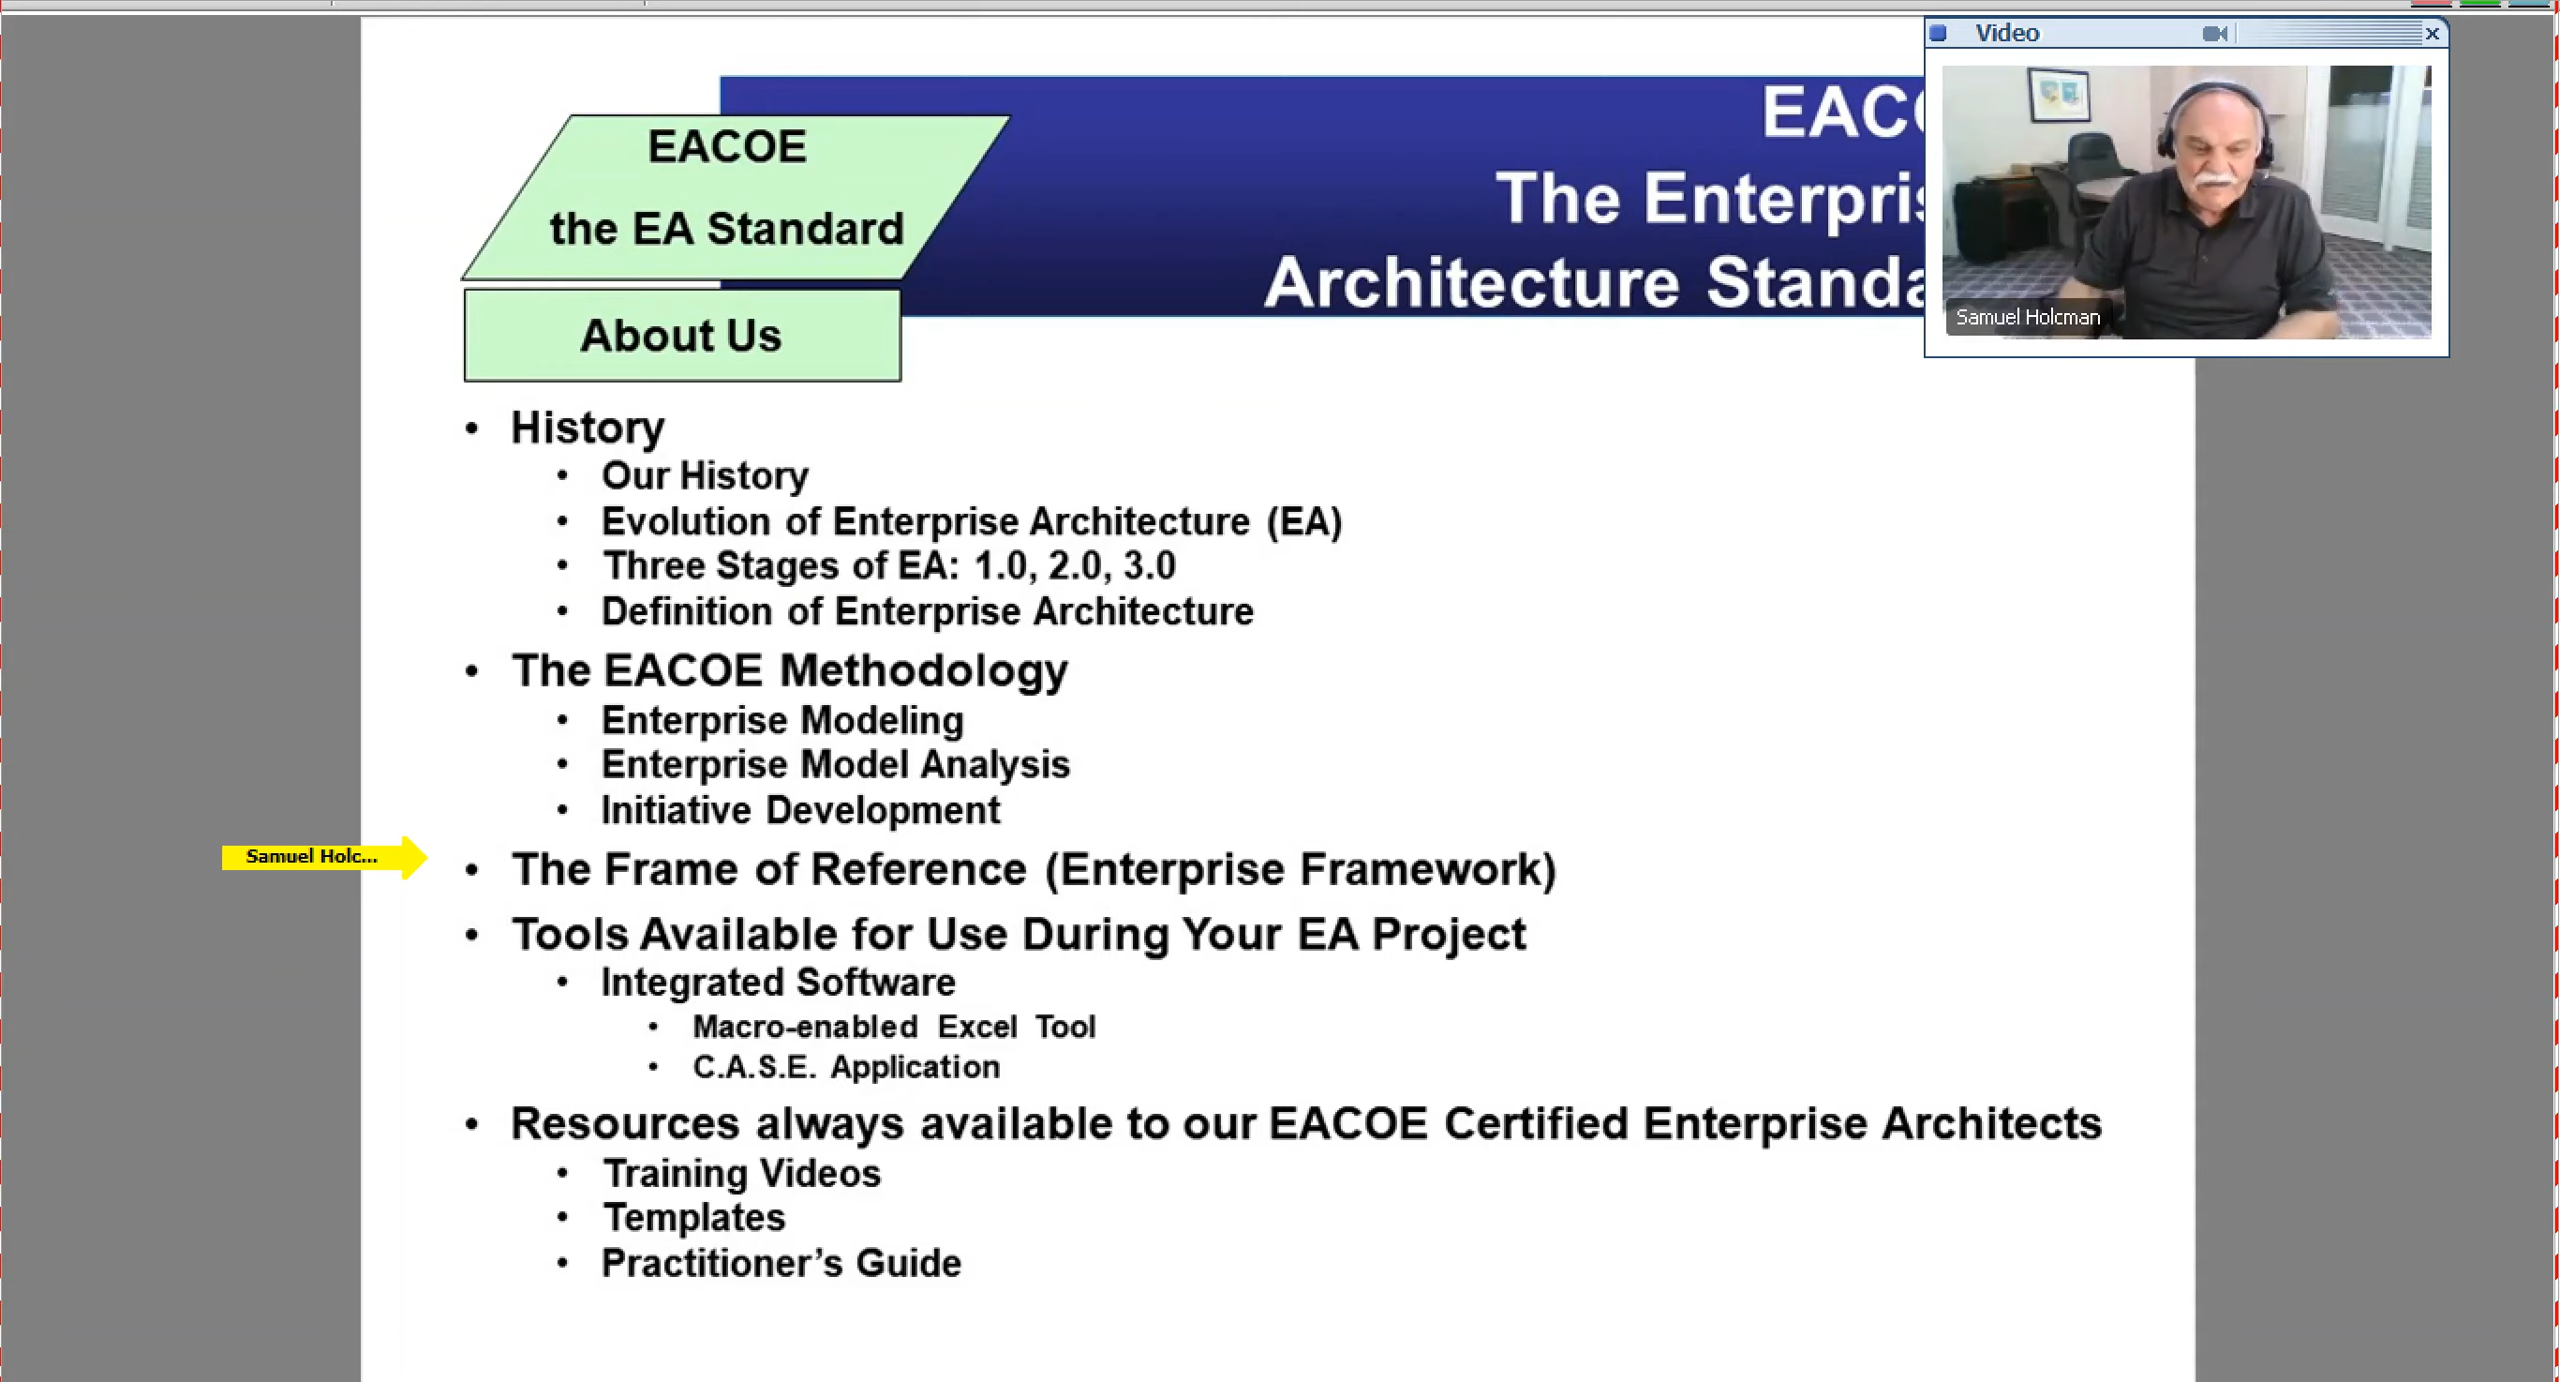 Video
EACOE
the EA Standard
About Us
The
Architecture
Samuel Holcman
• History
• Our History
• Evolution of Enterprise Architecture (EA)
• Three Stages of EA: 1.0, 2.0, 3.0
• Definition of Enterprise Architecture
• The EACOE Methodology
• Enterprise Modeling
• Enterprise Model Analysis
• Initiative Development
Samuel Holc...
• The Frame of Reference (Enterprise Framework)
• Tools Available for Use During Your EA Project
• Integrated Software
• Macro-enabled Excel Tool
• C.A.S.E. Application
• Resources always available to our EACOE Certified Enterprise Architects
• Training Videos
• Templates
• Practitioner’s Guide